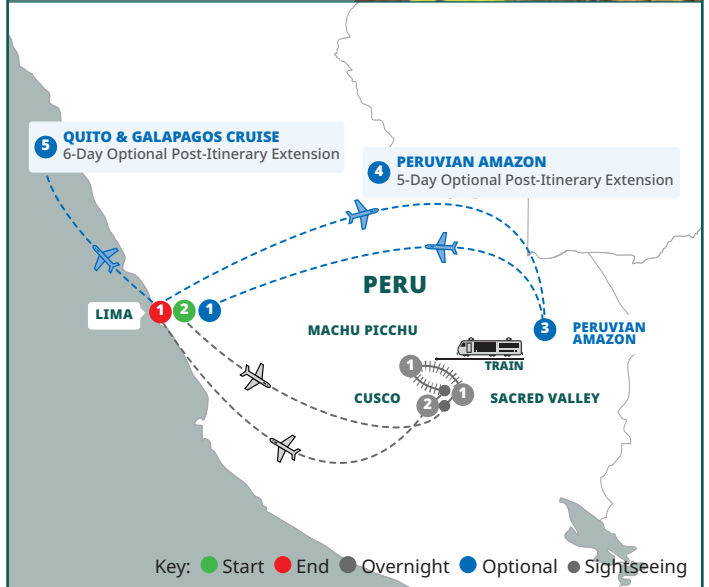 5 QUITO & GALAPAGOS CRUISE
6-Day Optional Post-Itinerary Extension
4 PERUVIAN AMAZON
5-Day Optional Post-Itinerary Extension
PERU
LIMA 1 2 1
MACHU PICCHU
3 PERUVIAN
AMAZON
TRAIN
1
CUSCO
2
1
SACRED VALLEY
Key: Start End Overnight Optional Sightseeing